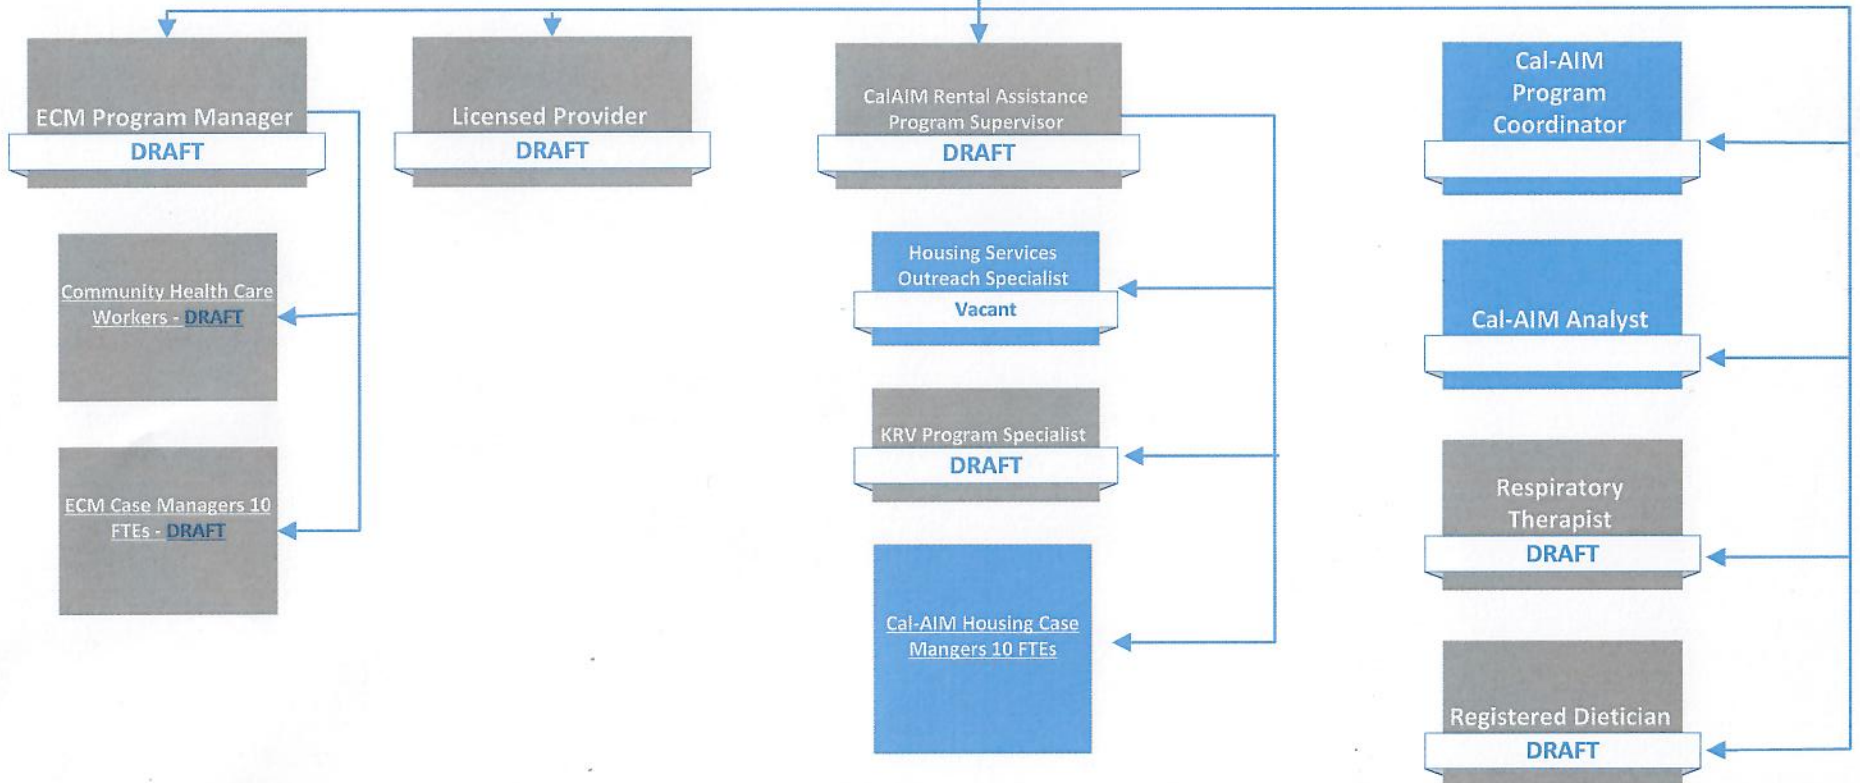 ECM Program Manager
DRAFT
Community Health Care
Workers - DRAFT
ECM Case Managers 10
FTEs - DRAFT
Licensed Provider
DRAFT
CalAIM Rental Assistance
Program Supervisor
DRAFT
Housing Services
Outreach Specialist
Vacant
KRV Program Specialist
DRAFT
Cal-AIM Housing Case
Mangers 10 FTEs
Cal-AIM
Program
Coordinator
Cal-AIM Analyst
Respiratory
Therapist
DRAFT
Registered Dietician
DRAFT